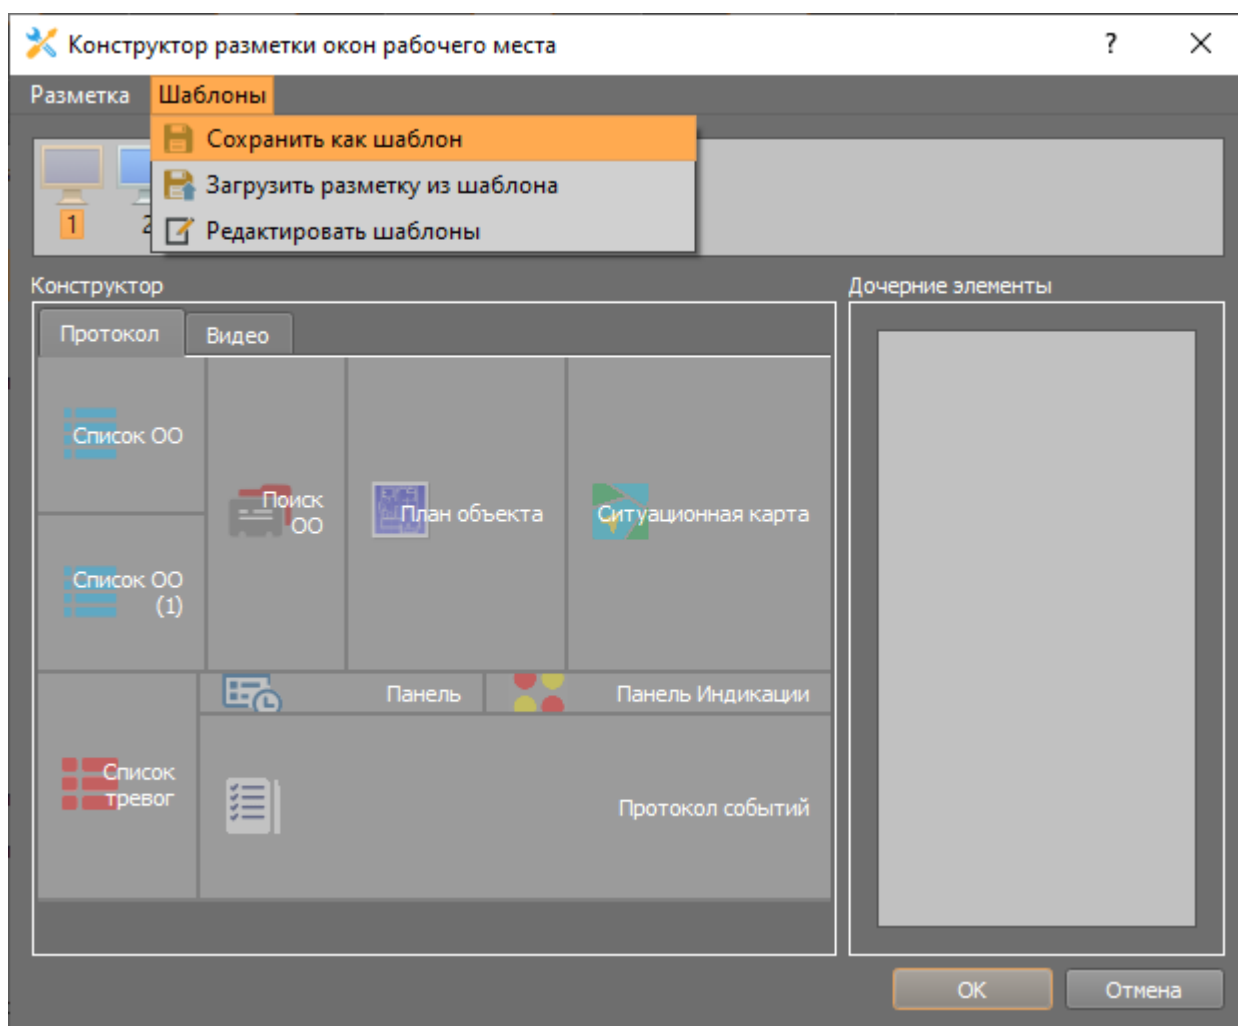 Конструктор разметки окон рабочего места
?
Разметка Шаблоны
Сохранить как шаблон
Загрузить разметку из шаблона
Редактировать шаблоны
1 2
Конструктор
Дочерние элементы
Протокол Видео
Список ОО
Поиск
ОО
План объекта
Ситуационная карта
Список ОО
(1)
Панель
Панель Индикации
Список
тревог
Протокол событий
OK
Отмена